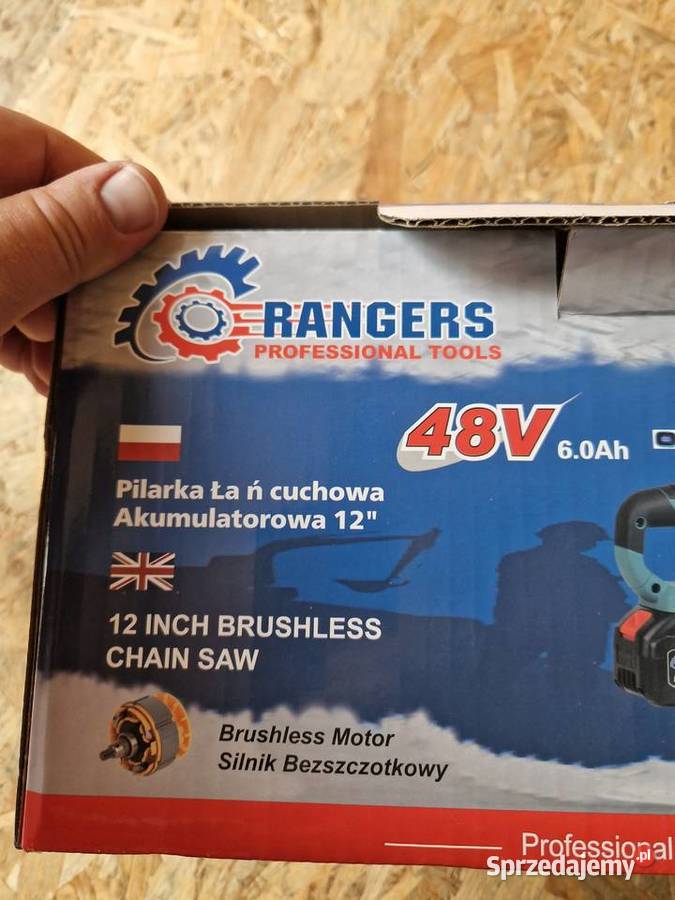 RANGERS
PROFESSIONAL TOOLS
48V 6.0Ah
Pilarka Ła ń cuchowa
Akumulatorowa 12"
12 INCH BRUSHLESS
CHAIN SAW
Brushless Motor
Silnik Bezszczotkowy
Professional
Sprzedajemy.pl